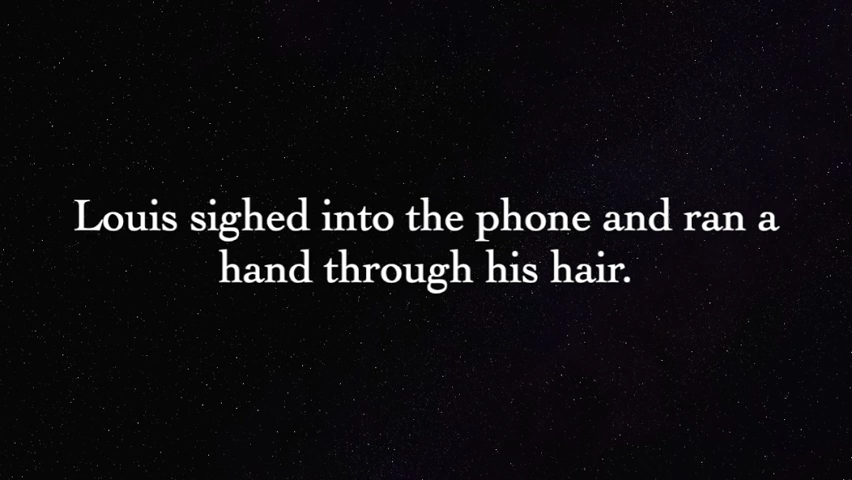 Louis sighed into the phone and ran a
hand through his hair.